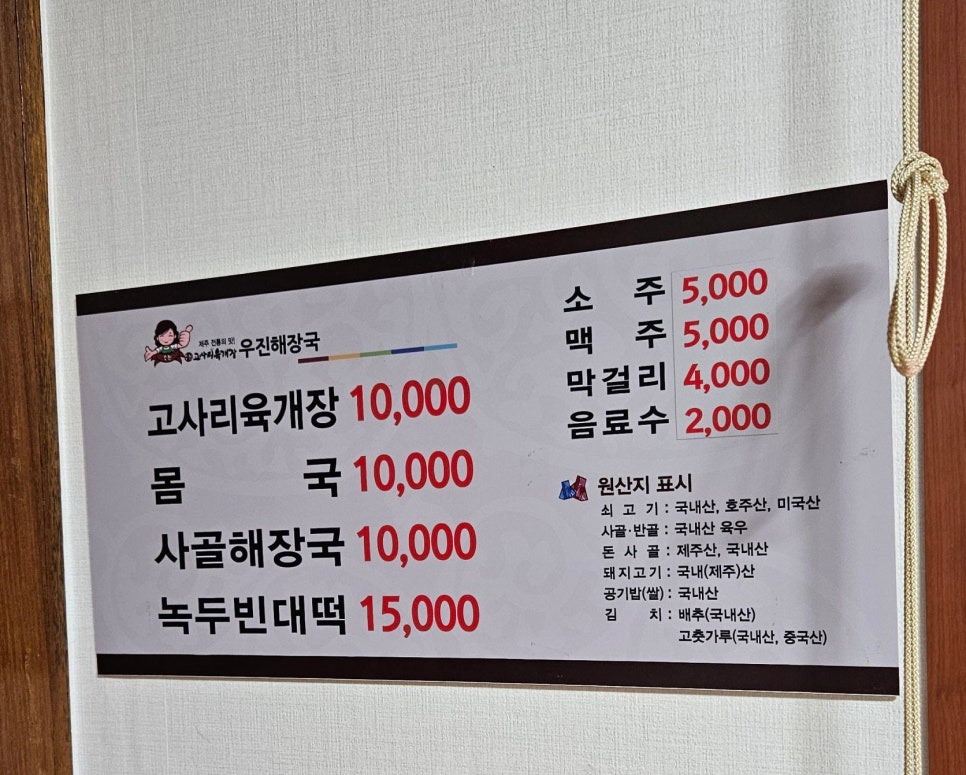 제주 전통의 맛!
고사리육개장 우진해장국
고사리육개장 10,000
몸 국 10,000
사골해장국 10,000
녹두빈대떡 15,000
소 주 5,000
맥 주 5,000
막걸리 4,000
음료수 2,000
원산지 표시
쇠 고 기 : 국내산, 호주산, 미국산
사골·반골 : 국내산 육우
돈 사 골 : 제주산, 국내산
돼지고기 : 국내(제주)산
공기밥(쌀) : 국내산
김 치 : 배추(국내산)
고춧가루(국내산, 중국산)